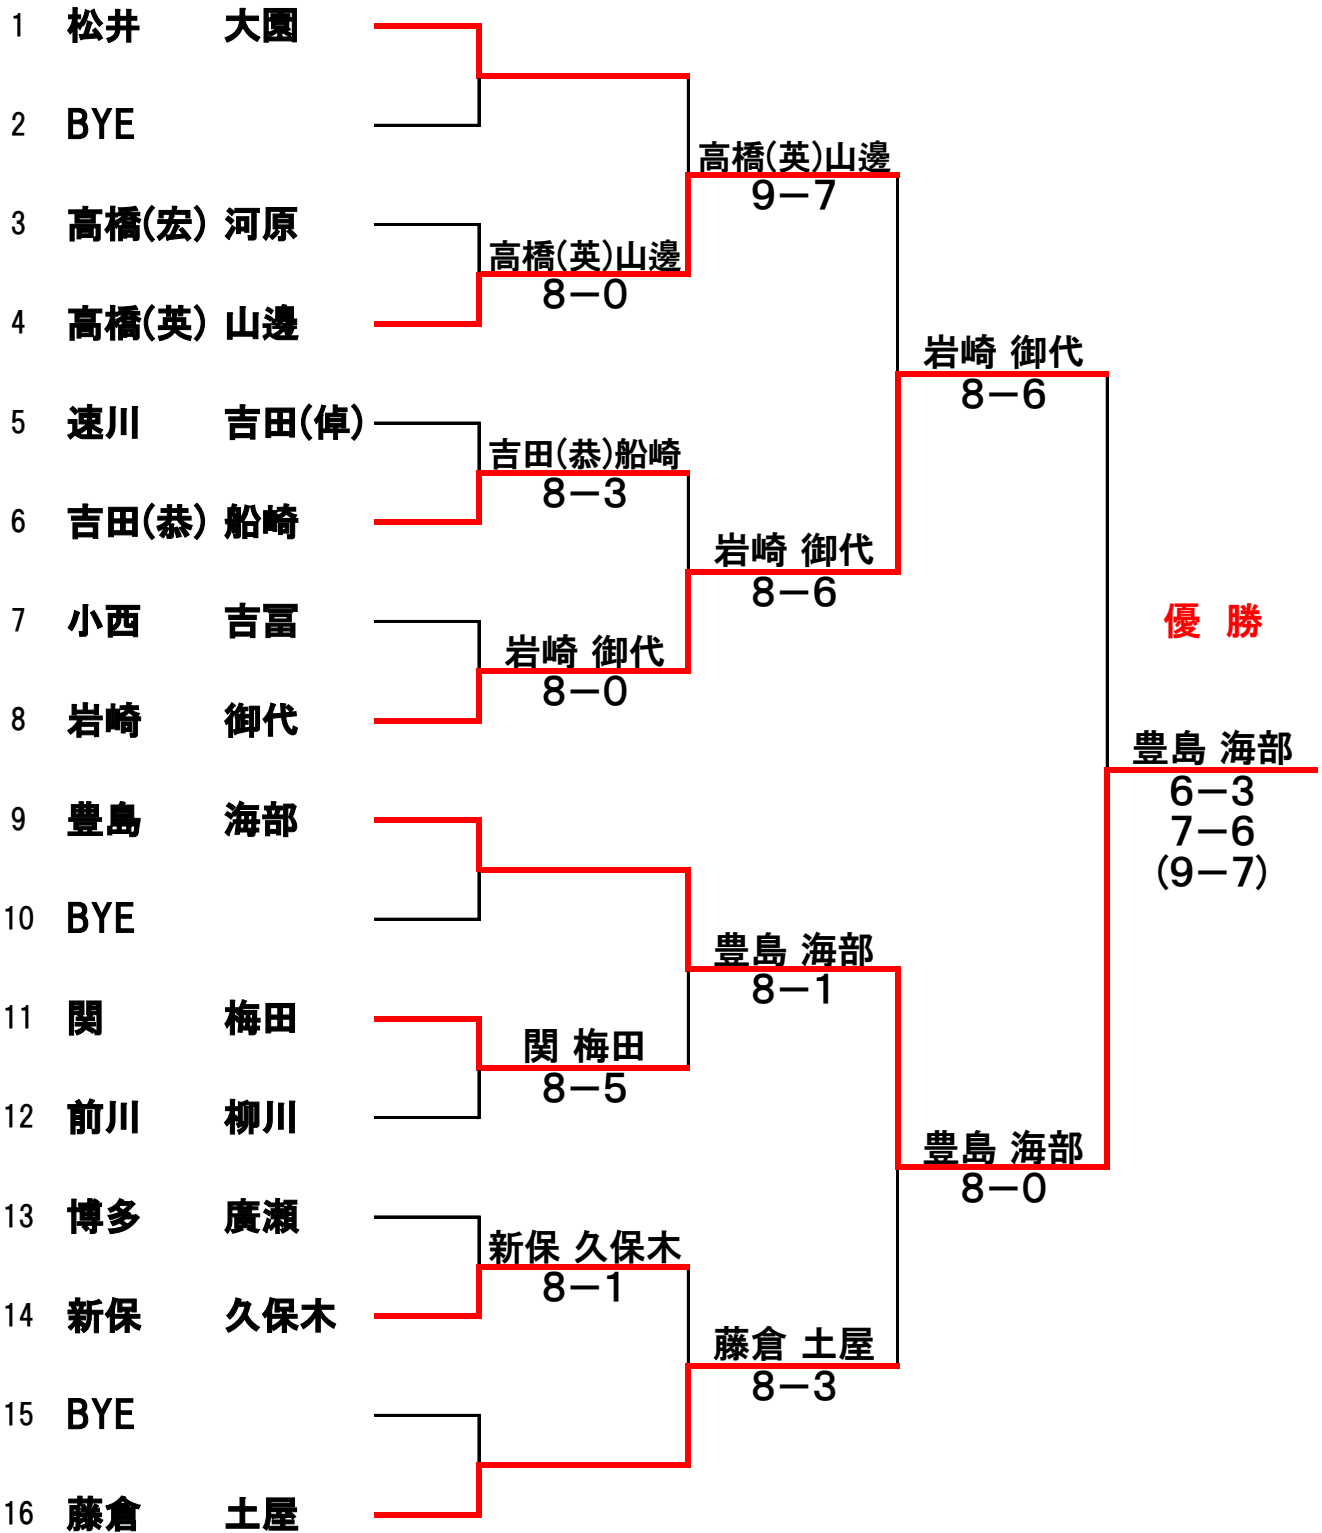 1 松井 大園
2 BYE
高橋(英)山邊
9－7
3 高橋(宏) 河原
高橋(英)山邊
8－0
4 高橋(英) 山邊
岩崎 御代
8－6
5 速川 吉田(倬)
吉田(恭)船崎
8－3
6 吉田(恭) 船崎
岩崎 御代
8－6
7 小西 吉冨
優 勝
岩崎 御代
8－0
8 岩崎 御代
豊島 海部
6－3
7－6
(9－7)
9 豊島 海部
10 BYE
豊島 海部
8－1
11 関 梅田
関 梅田
8－5
12 前川 柳川
豊島 海部
8－0
13 博多 廣瀬
新保 久保木
8－1
14 新保 久保木
藤倉 土屋
8－3
15 BYE
16 藤倉 土屋